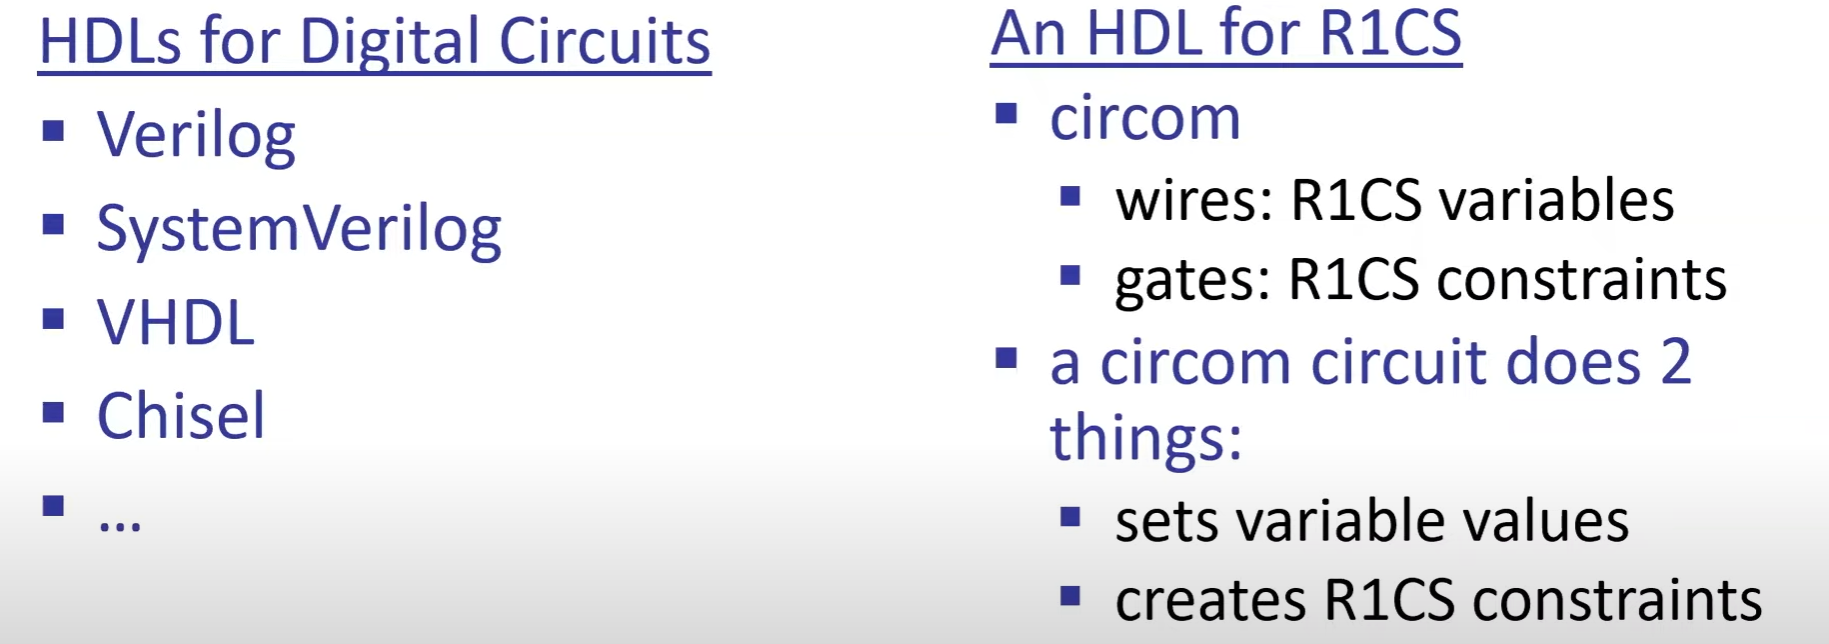 HDLs for Digital Circuits
Verilog
SystemVerilog
VHDL
Chisel
...
An HDL for R1CS
circom
wires: R1CS variables
gates: R1CS constraints
a circom circuit does 2
things:
sets variable values
creates R1CS constraints